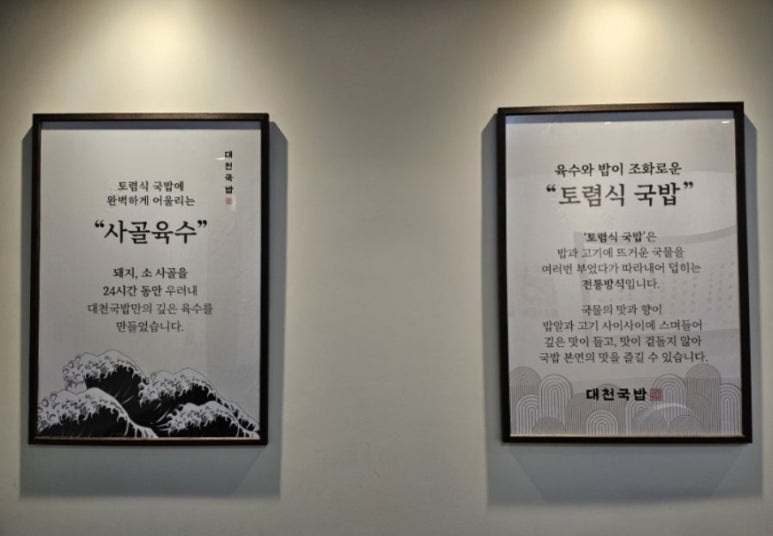 대천국밥
토렴식 국밥에
완벽하게 어울리는
“사골육수”
돼지, 소 사골을
24시간 동안 우려내
대천국밥만의 깊은 육수를
만들었습니다.
육수와 밥이 조화로운
“토렴식 국밥”
‘토렴식 국밥’은
밥과 고기에 뜨거운 국물을
여러번 부었다가 따라내어 덥히는
전통방식입니다.
국물의 맛과 향이
밥알과 고기 사이사이에 스며들어
깊은 맛이 들고, 맛이 겉돌지 않아
국밥 본연의 맛을 즐길 수 있습니다.
대천국밥